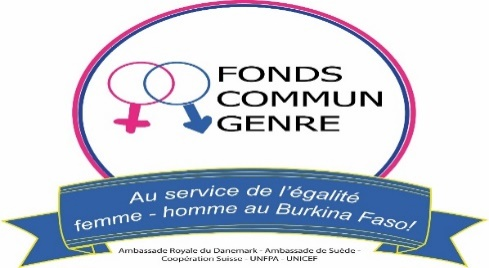 FONDS
COMMUN
GENRE
Au service de l'égalité
femme - homme au Burkina Faso!
Ambassade Royale du Danemark - Ambassade de Suède -
Coopération Suisse - UNFPA - UNICEF